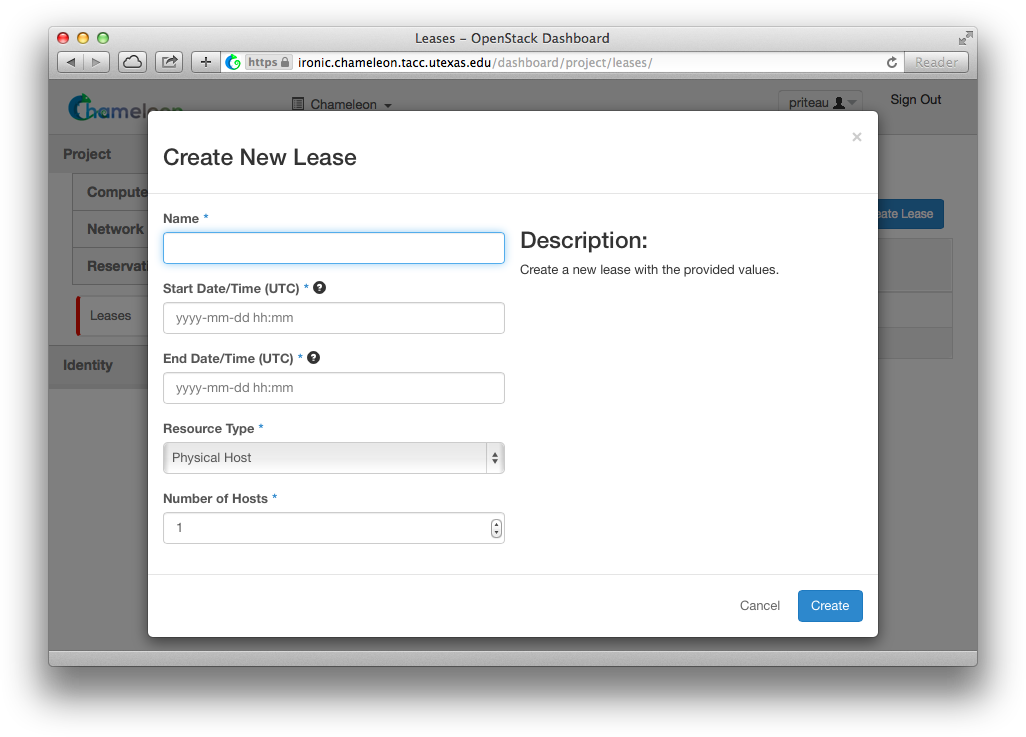 Leases – OpenStack Dashboard
https ironic.chameleon.tacc.utexas.edu/dashboard/project/leases/ Reader
Chameleon
Chameleon
priteau
Sign Out
Project
Compute
Network
Leases
Identity
Lease
Create New Lease
×
Name *
Start Date/Time (UTC) * ?
yyyy-mm-dd hh:mm
End Date/Time (UTC) * ?
yyyy-mm-dd hh:mm
Resource Type *
Physical Host
Number of Hosts *
1
Description:
Create a new lease with the provided values.
Cancel
Create